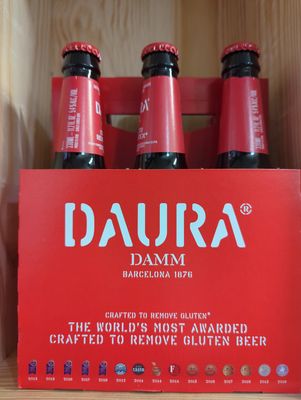 DAURA®
DAMM
BARCELONA 1876
CRAFTED TO REMOVE GLUTEN*
THE WORLD'S MOST AWARDED
CRAFTED TO REMOVE GLUTEN BEER